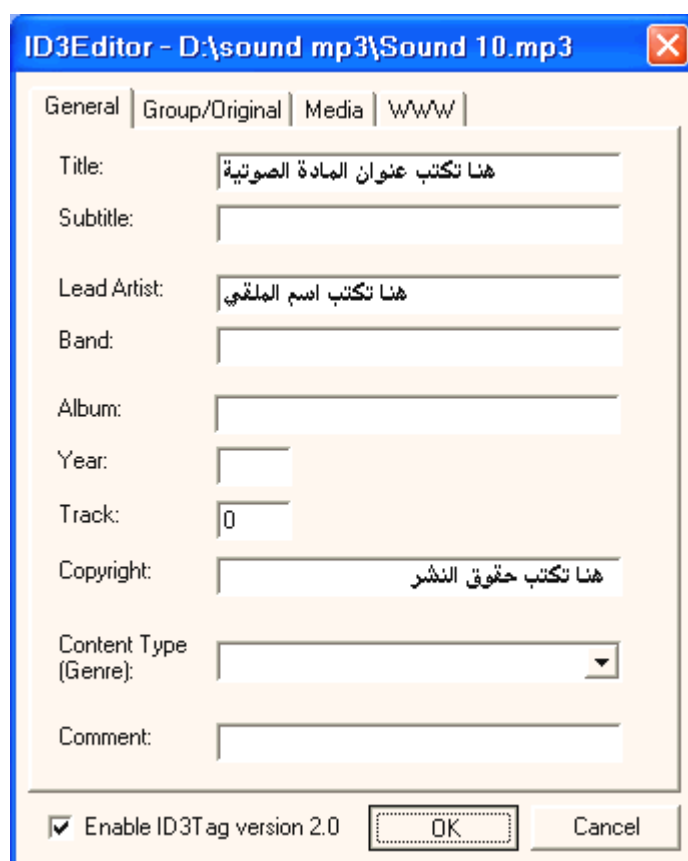 ID3Editor - D:\sound mp3\Sound 10.mp3
General Group/Original Media WWW
Title: هنا تكتب عنوان المادة الصوتية
Subtitle:
Lead Artist: هنا تكتب اسم الملقي
Band:
Album:
Year:
Track: 0
Copyright: هنا تكتب حقوق النشر
Content Type
(Genre):
Comment:
Enable ID3Tag version 2.0 OK Cancel